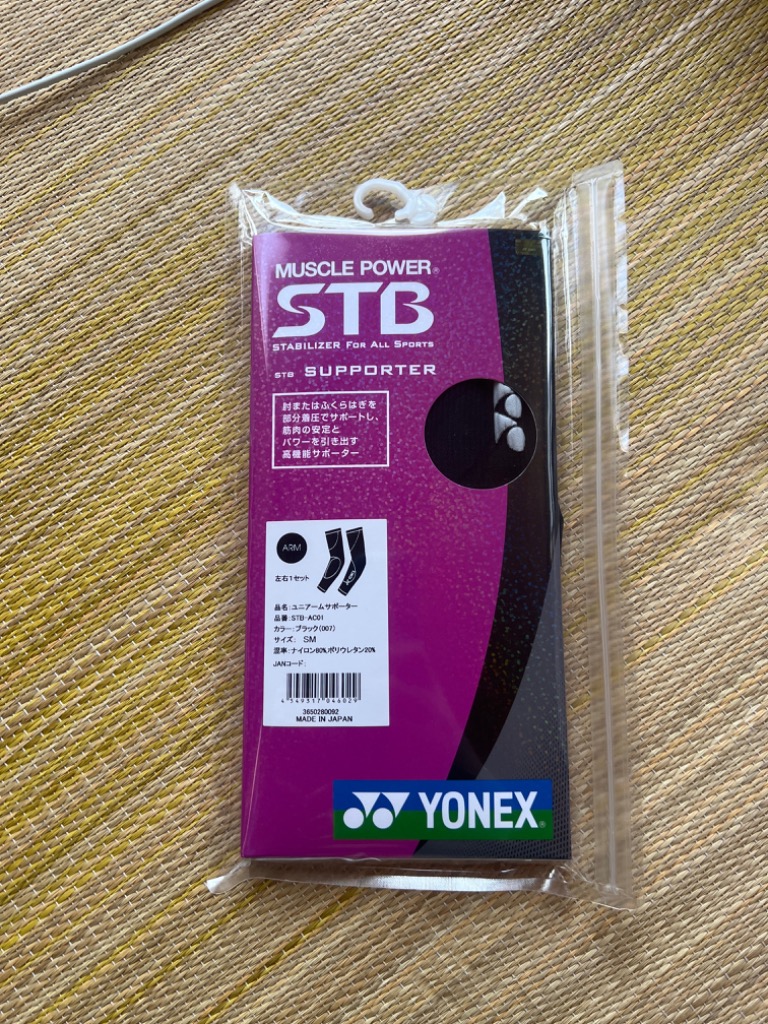 MUSCLE POWER®
STB
STABILIZER FOR ALL SPORTS
STB SUPPORTER
肘またはふくらはぎを
部分着圧でサポートし、
筋肉の安定と
パワーを引き出す
高機能サポーター
ARM
左右1セット
品名:ユニアームサポーター
品番:STB-AC01
カラー:ブラック(007)
サイズ: SM
混率:ナイロン80%,ポリウレタン20%
JANコード:
4549317046029
3650280092
MADE IN JAPAN
YONEX®